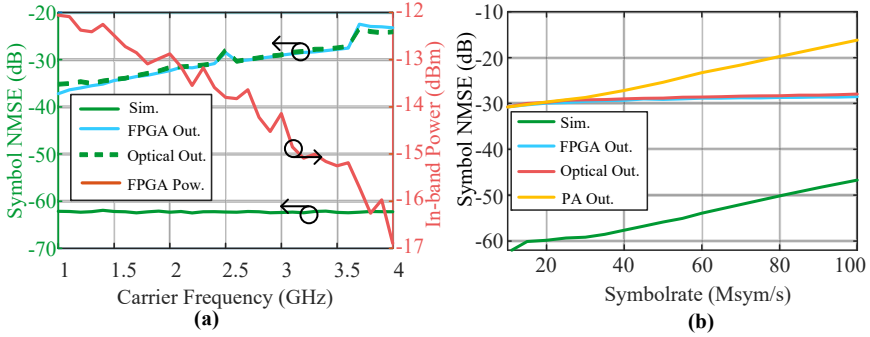 -20
-30
-40
-50
-60
-70
Symbol NMSE (dB)
Sim.
FPGA Out.
Optical Out.
FPGA Pow.
-12
-13
-14
-15
-16
-17
In-band Power (dBm)
1 1.5 2 2.5 3 3.5 4
Carrier Frequency (GHz)
(a)
-10
-20
-30
-40
-50
-60
Symbol NMSE (dB)
Sim.
FPGA Out.
Optical Out.
PA Out.
20 40 60 80 100
Symbolrate (Msym/s)
(b)